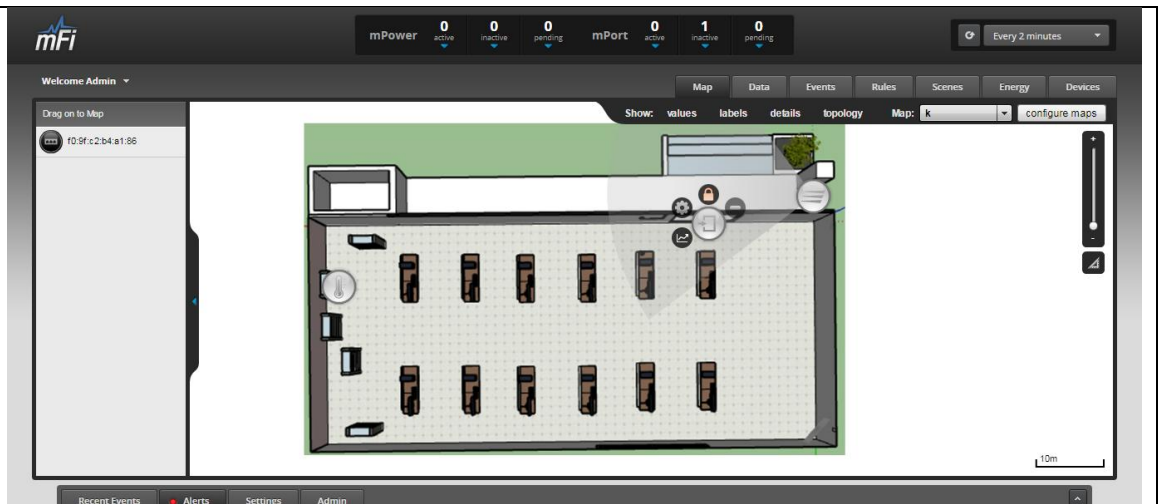 mFi
mPower 0 active 0 inactive 0 pending mPort 0 active 1 inactive 0 pending
Every 2 minutes
Welcome Admin
Map Data Events Rules Scenes Energy Devices
Drag on to Map
Show: values labels details topology Map: k configure maps
f0:9f:c2:b4:a1:86
+
-
10m
Recent Events Alerts Settings Admin